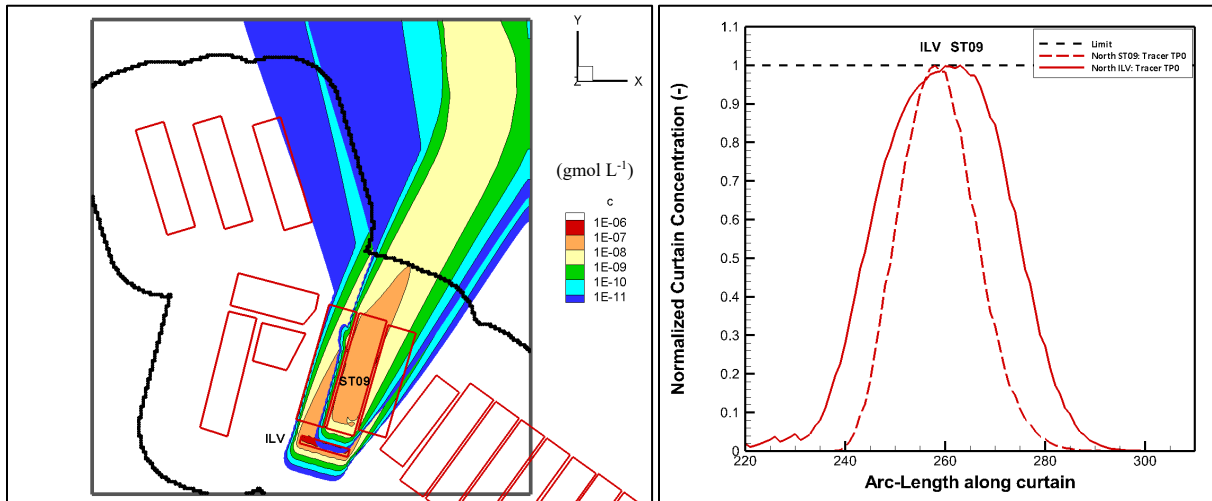 Y
Z
X
(gmol L-1)
c
1E-06
1E-07
1E-08
1E-09
1E-10
1E-11
ST09
ILV
1.1
1
0.9
0.8
0.7
0.6
0.5
0.4
0.3
0.2
0.1
0
Normalized Curtain Concentration (-)
ILV ST09
Limit
North ST09: Tracer TP0
North ILV: Tracer TP0
220 240 260 280 300
Arc-Length along curtain